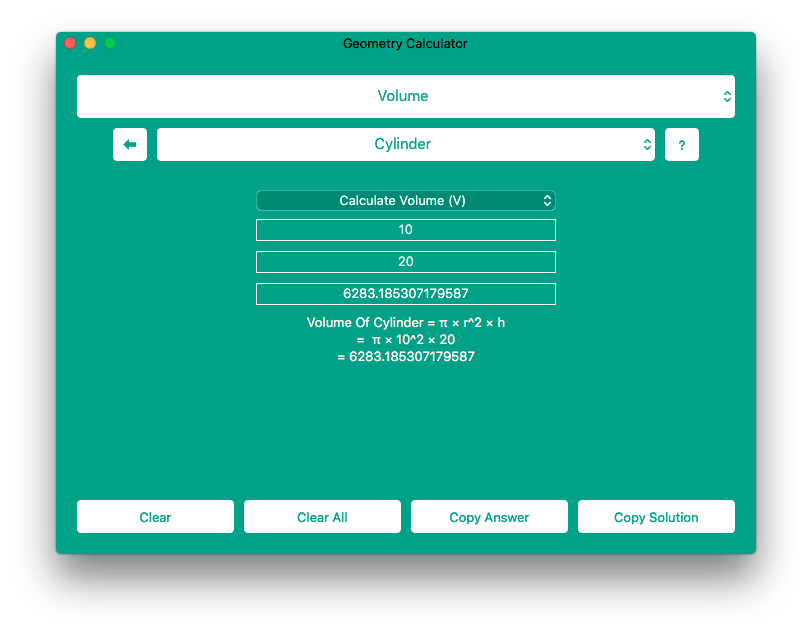 Geometry Calculator
Volume
Cylinder
?
Calculate Volume (V)
10
20
6283.185307179587
Volume Of Cylinder = π × r^2 × h
= π × 10^2 × 20
= 6283.185307179587
Clear
Clear All
Copy Answer
Copy Solution